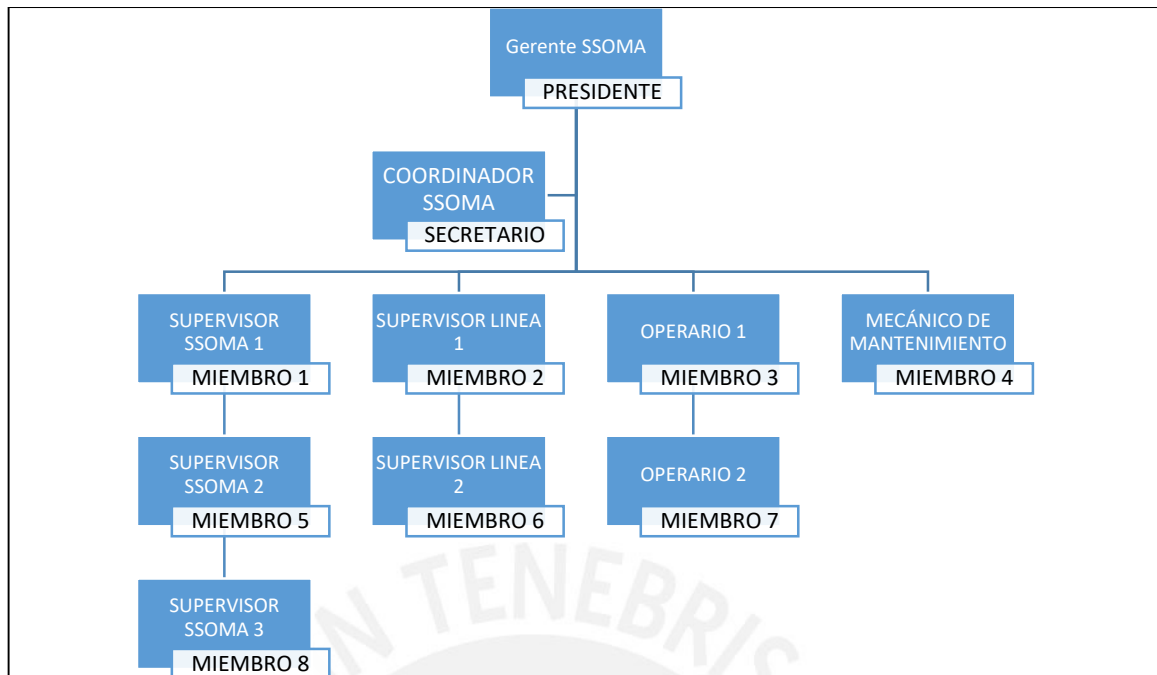 Gerente SSOMA
PRESIDENTE
COORDINADOR
SSOMA
SECRETARIO
SUPERVISOR
SSOMA 1
MIEMBRO 1
SUPERVISOR LINEA
1
MIEMBRO 2
OPERARIO 1
MIEMBRO 3
MECÁNICO DE
MANTENIMIENTO
MIEMBRO 4
SUPERVISOR
SSOMA 2
MIEMBRO 5
SUPERVISOR LINEA
2
MIEMBRO 6
OPERARIO 2
MIEMBRO 7
SUPERVISOR
SSOMA 3
MIEMBRO 8
N TENEBRIS